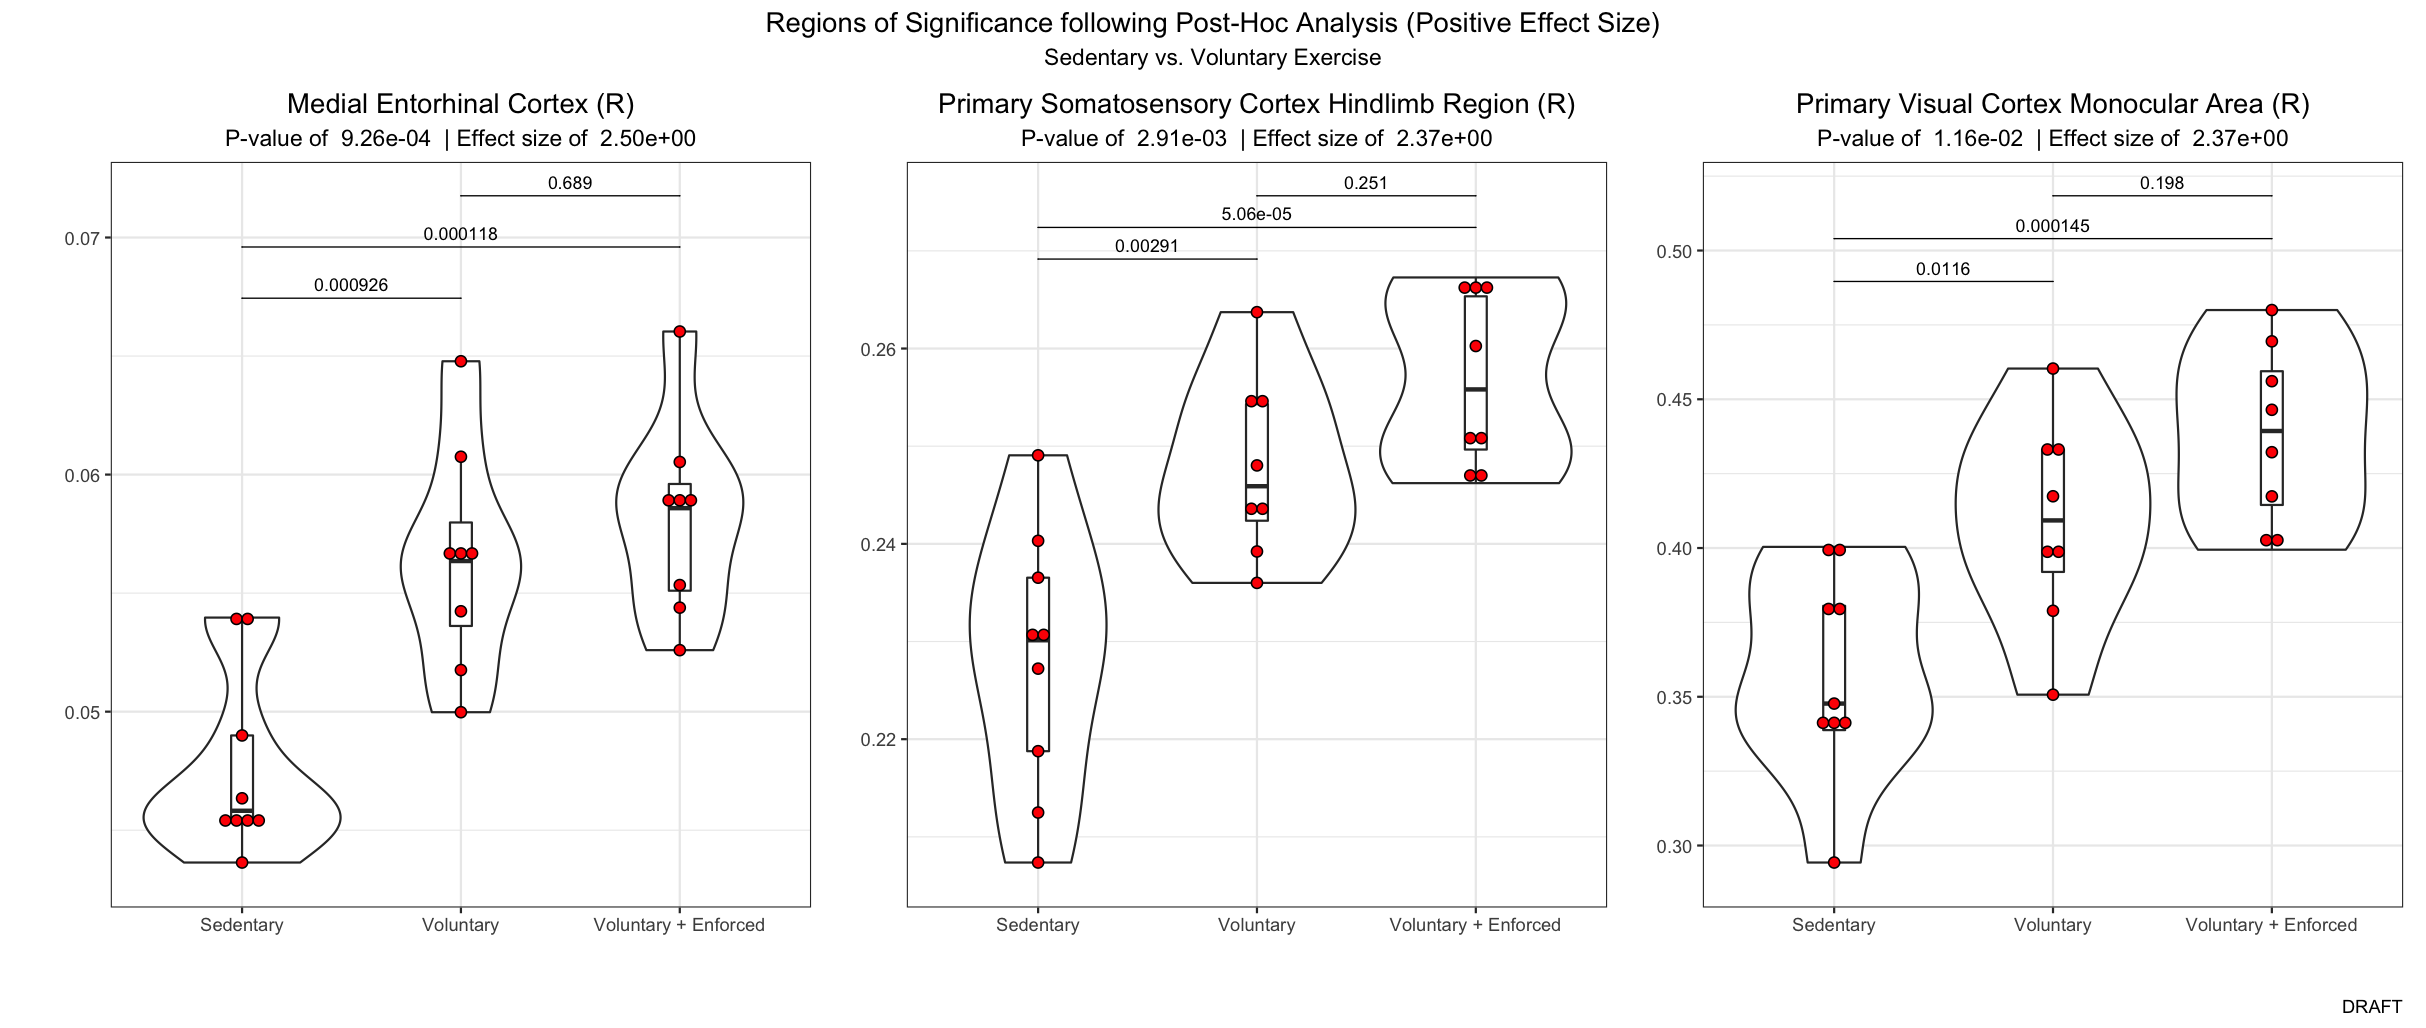 Regions of Significance following Post-Hoc Analysis (Positive Effect Size)
Sedentary vs. Voluntary Exercise
Medial Entorhinal Cortex (R)
P-value of  9.26e-04  | Effect size of  2.50e+00
0.689
0.000118
0.000926
0.07
0.06
0.05
Sedentary
Voluntary
Voluntary + Enforced
Primary Somatosensory Cortex Hindlimb Region (R)
P-value of  2.91e-03  | Effect size of  2.37e+00
0.251
5.06e-05
0.00291
0.26
0.24
0.22
Sedentary
Voluntary
Voluntary + Enforced
Primary Visual Cortex Monocular Area (R)
P-value of  1.16e-02  | Effect size of  2.37e+00
0.198
0.000145
0.0116
0.50
0.45
0.40
0.35
0.30
Sedentary
Voluntary
Voluntary + Enforced
DRAFT